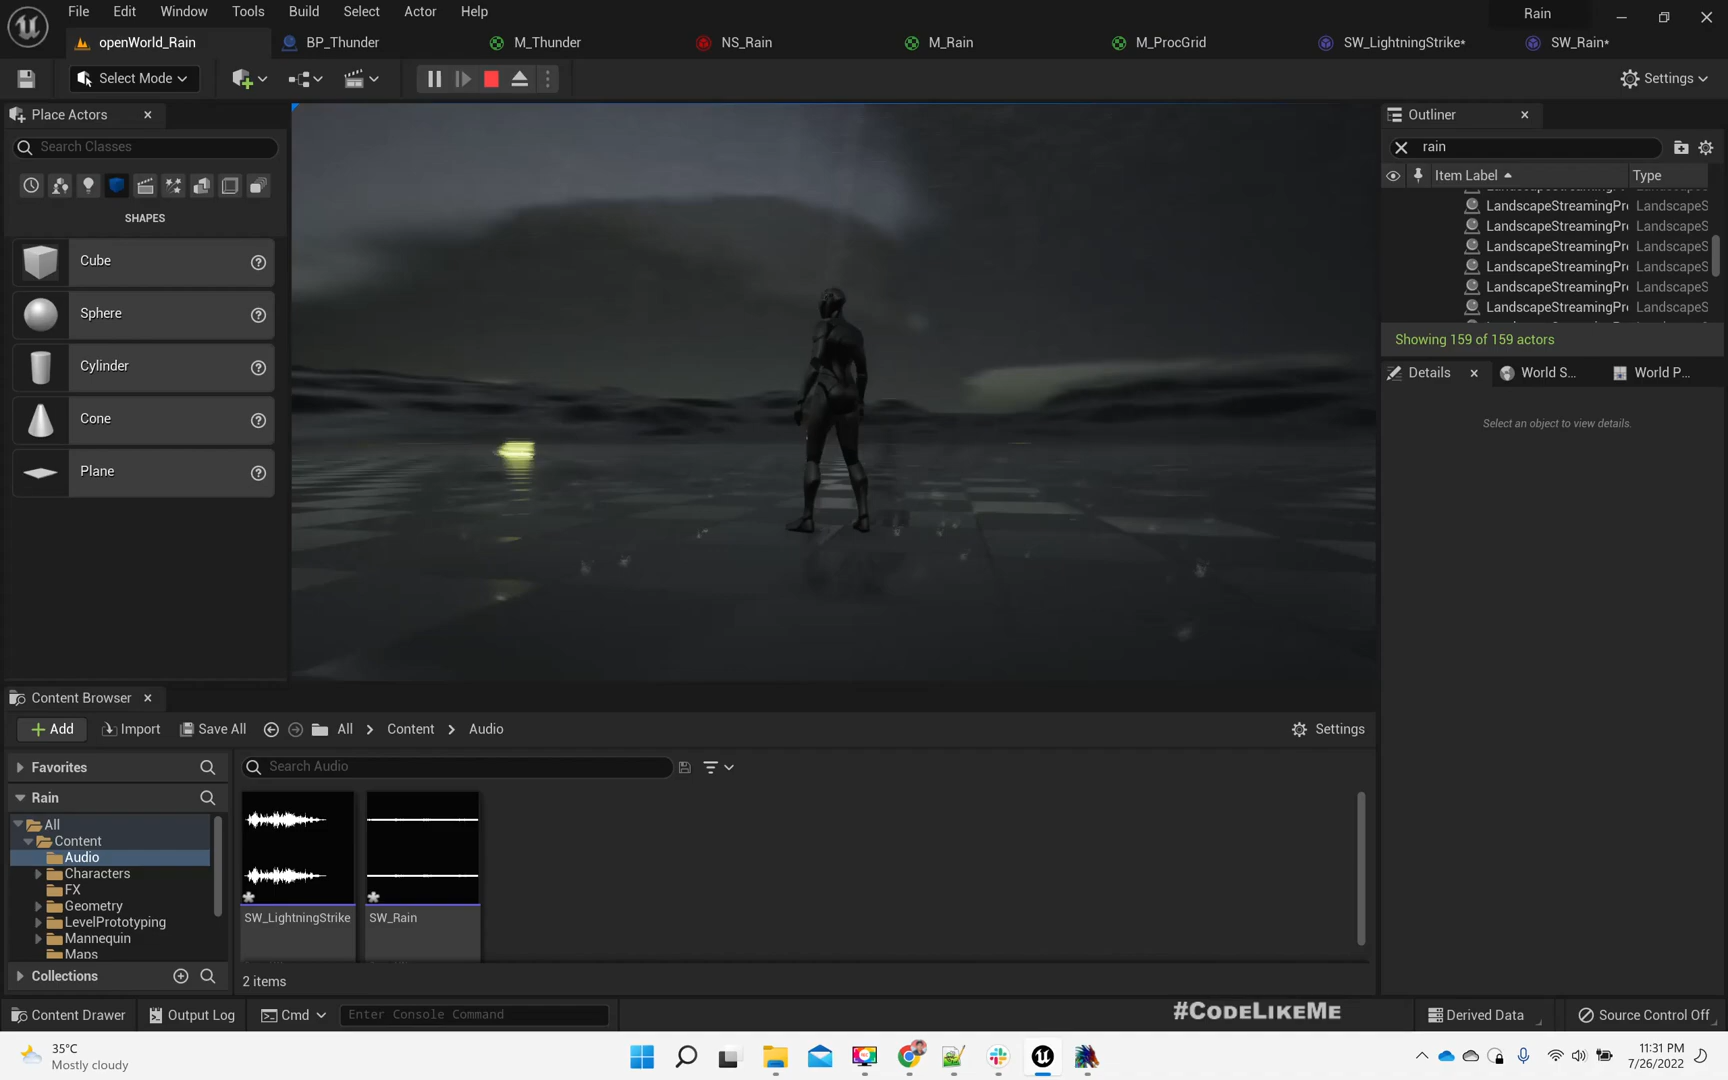 File Edit Window Tools Build Select Actor Help
Rain
openWorld_Rain BP_Thunder M_Thunder NS_Rain M_Rain M_ProcGrid SW_LightningStrike* SW_Rain*
Select Mode
Settings
Place Actors
Search Classes
SHAPES
Cube
Sphere
Cylinder
Cone
Plane
Outliner
rain
Item Label Type
LandscapeStreamingPr LandscapeS
LandscapeStreamingPr LandscapeS
LandscapeStreamingPr LandscapeS
LandscapeStreamingPr LandscapeS
LandscapeStreamingPr LandscapeS
LandscapeStreamingPr LandscapeS
Showing 159 of 159 actors
Details World S... World P...
Select an object to view details.
Content Browser
Add Import Save All All Content Audio Settings
Favorites
Search Audio
Rain
All
Content
Audio
Characters
FX
Geometry
LevelPrototyping
Mannequin
Maps
Collections
SW_LightningStrike SW_Rain
2 items
Content Drawer Output Log Cmd Enter Console Command
#CodeLikeMe
Derived Data Source Control Off
35°C
Mostly cloudy
11:31 PM
7/26/2022